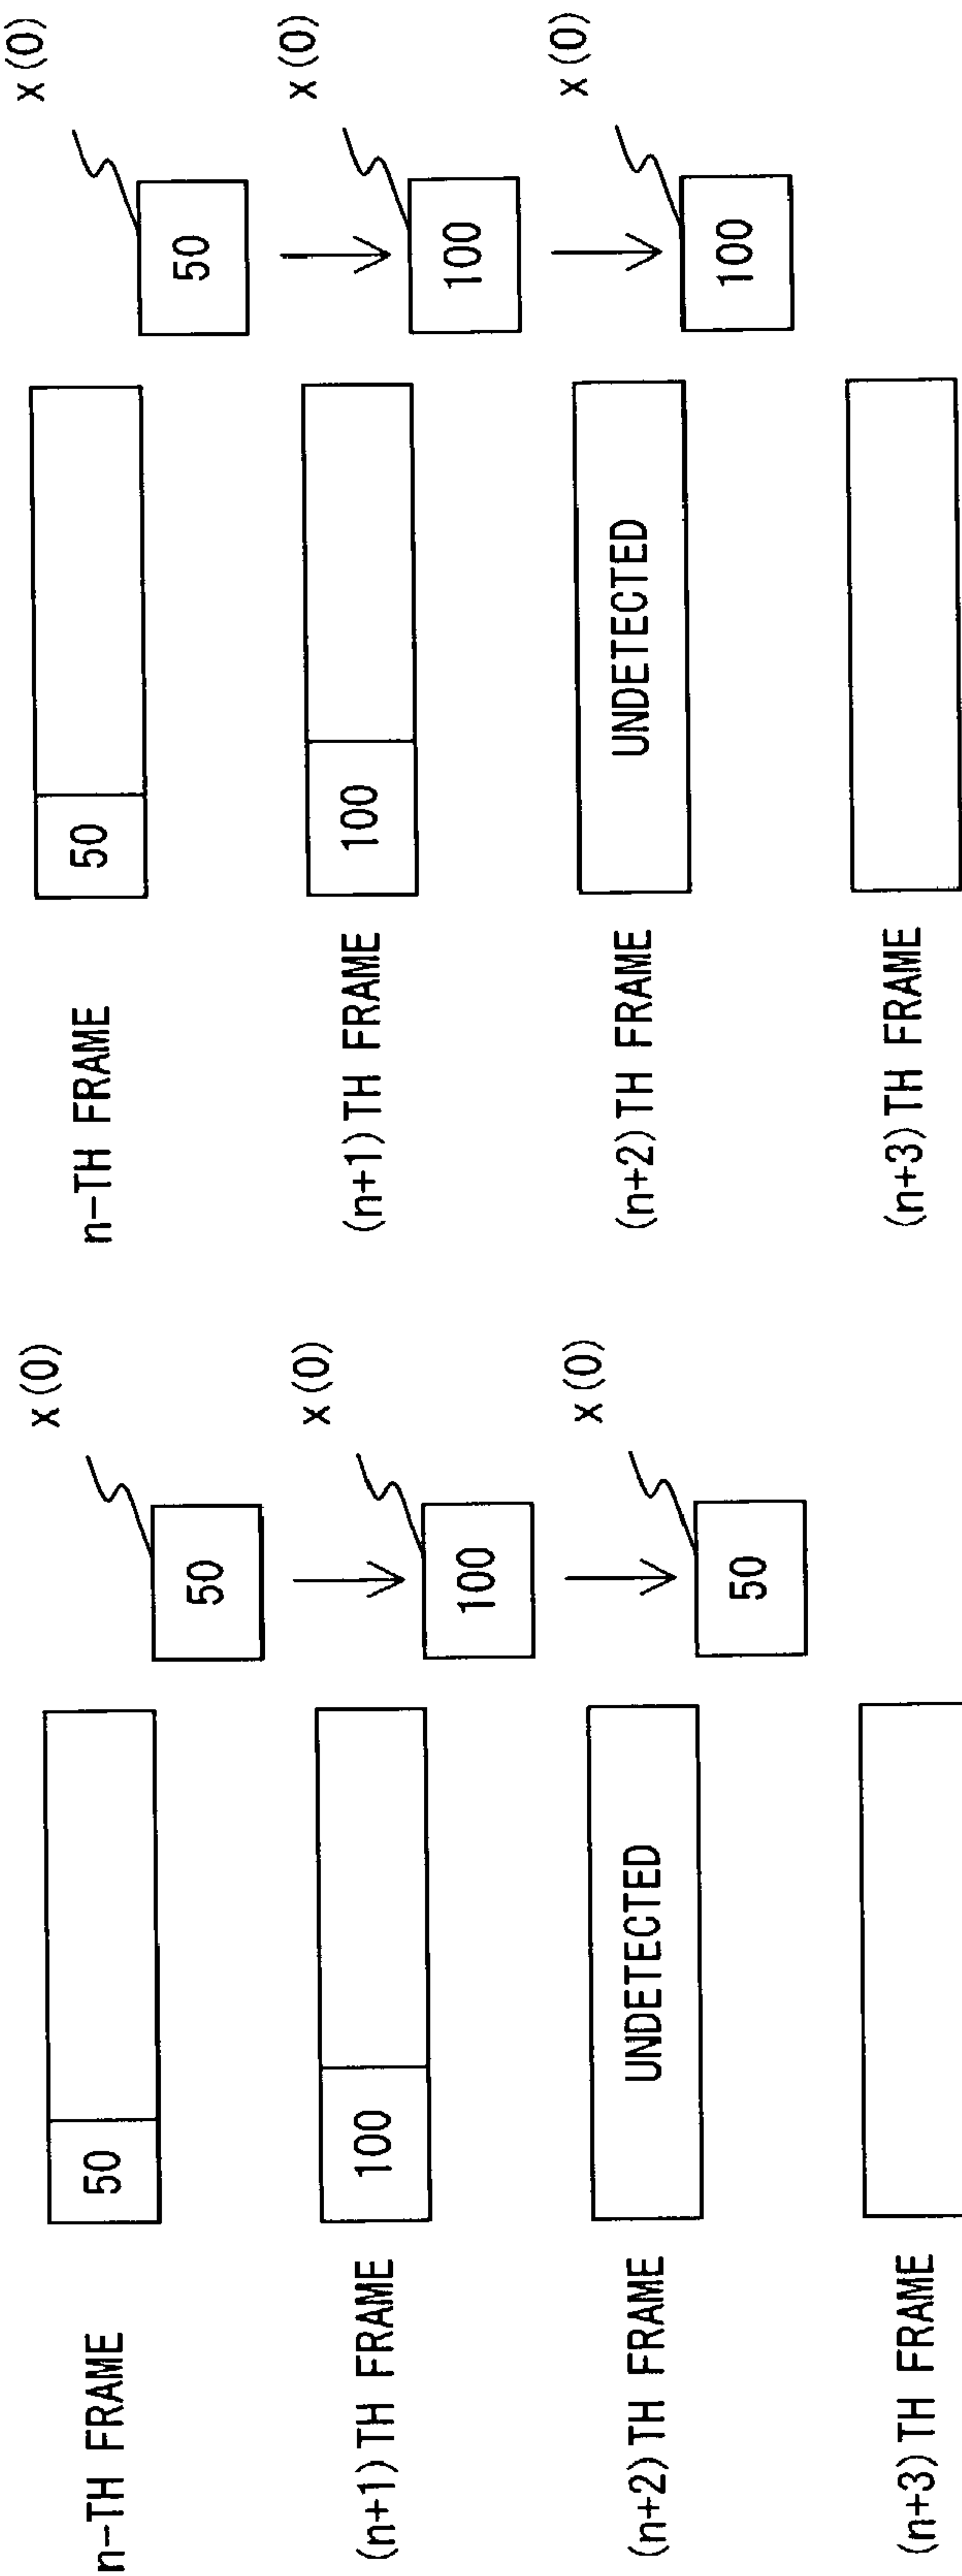 n-TH FRAME
50
50
x(0)
(n+1)TH FRAME
100
100
x(0)
(n+2)TH FRAME
UNDETECTED
50
x(0)
(n+3)TH FRAME
n-TH FRAME
50
50
x(0)
(n+1)TH FRAME
100
100
x(0)
(n+2)TH FRAME
UNDETECTED
100
x(0)
(n+3)TH FRAME